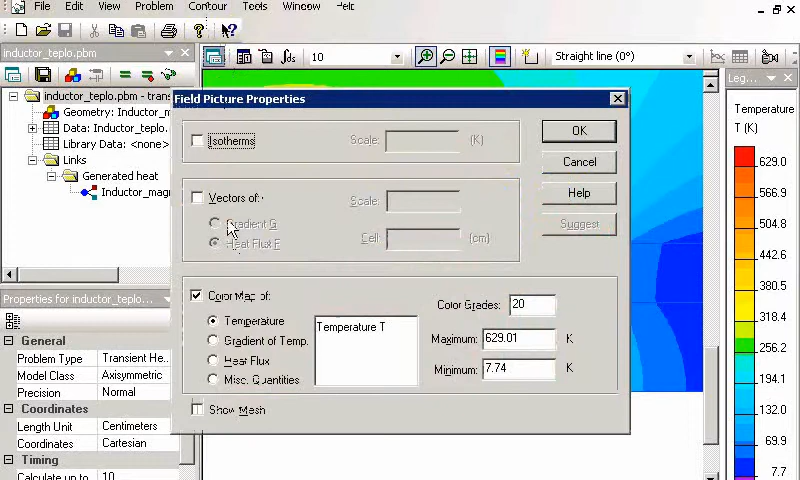 File Edit View Problem Contour Tools Window Help
inductor_teplo.pbm
10
Straight line (0°)
inductor_teplo.pbm - trans
Geometry: Inductor_m
Data: Inductor_teplo.
Library Data: <none>
Links
Generated heat
Inductor_mag
Properties for inductor_teplo...
General
Problem Type Transient He...
Model Class Axisymmetric
Precision Normal
Coordinates
Length Unit Centimeters
Coordinates Cartesian
Timing
Calculate up to 10
Field Picture Properties
Isotherms Scale: (K)
Vectors of: Scale:
Gradient G
Heat Flux F Cell: (cm)
Color Map of: Color Grades: 20
Temperature Temperature T
Gradient of Temp. Maximum: 629.01 K
Heat Flux Minimum: 7.74 K
Misc. Quantities
Show Mesh
OK
Cancel
Help
Suggest
Leg...
Temperature
T (K)
629.0
566.9
504.8
442.6
380.5
318.4
256.2
194.1
132.0
69.9
7.7